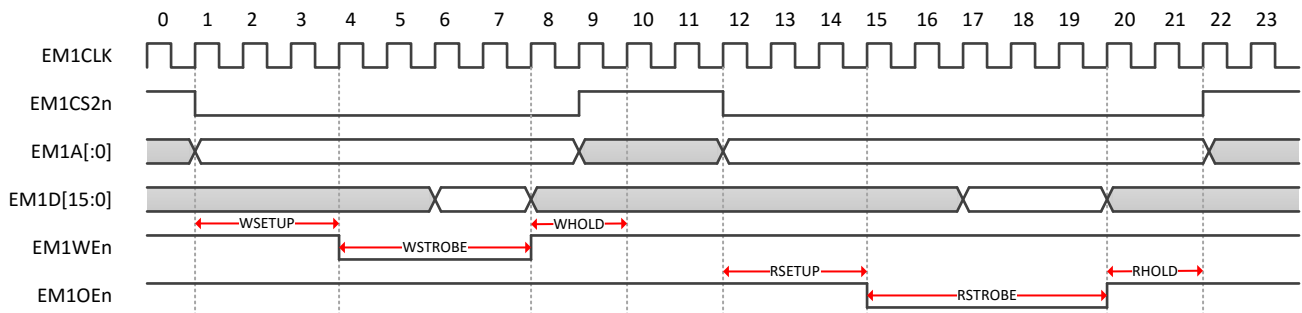 0 1 2 3 4 5 6 7 8 9 10 11 12 13 14 15 16 17 18 19 20 21 22 23
EM1CLK
EM1CS2n
EM1A[:0]
EM1D[15:0]
WSETUP WHOLD
EM1WEn WSTROBE
RSETUP RHOLD
EM1OEn RSTROBE